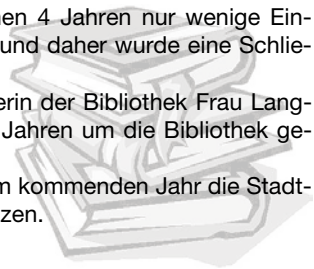 nen 4 Jahren nur wenige Ein-
und daher wurde eine Schlie-
erin der Bibliothek Frau Lang-
Jahren um die Bibliothek ge-
m kommenden Jahr die Stadt-
zen.